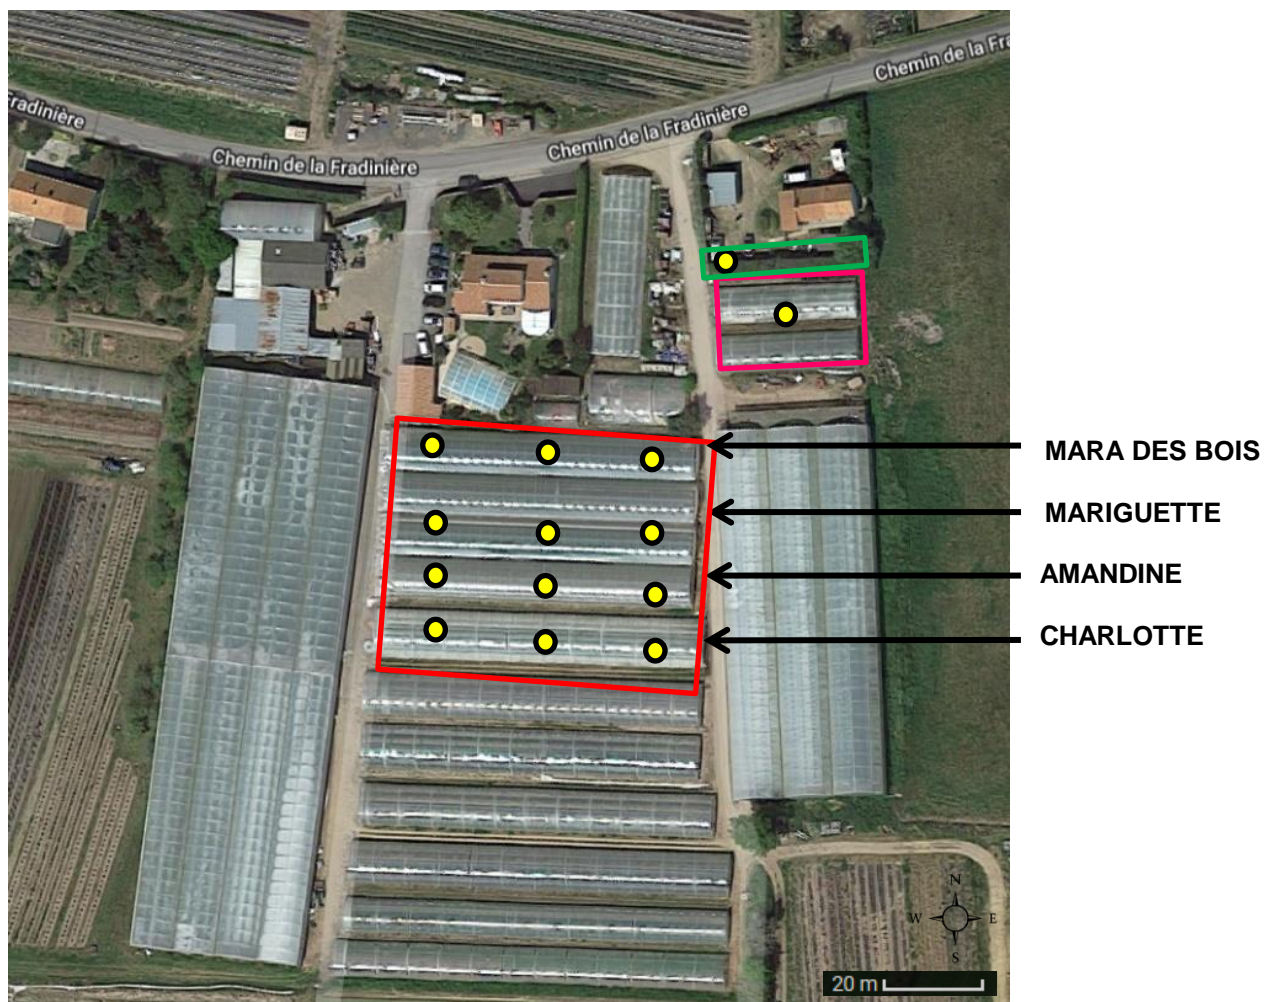 Chemin de la Fra
Fradinière
Chemin de la Fradinière
Chemin de la Fradinière
MARA DES BOIS
MARIGUETTE
AMANDINE
CHARLOTTE
N
W E
S
20 m